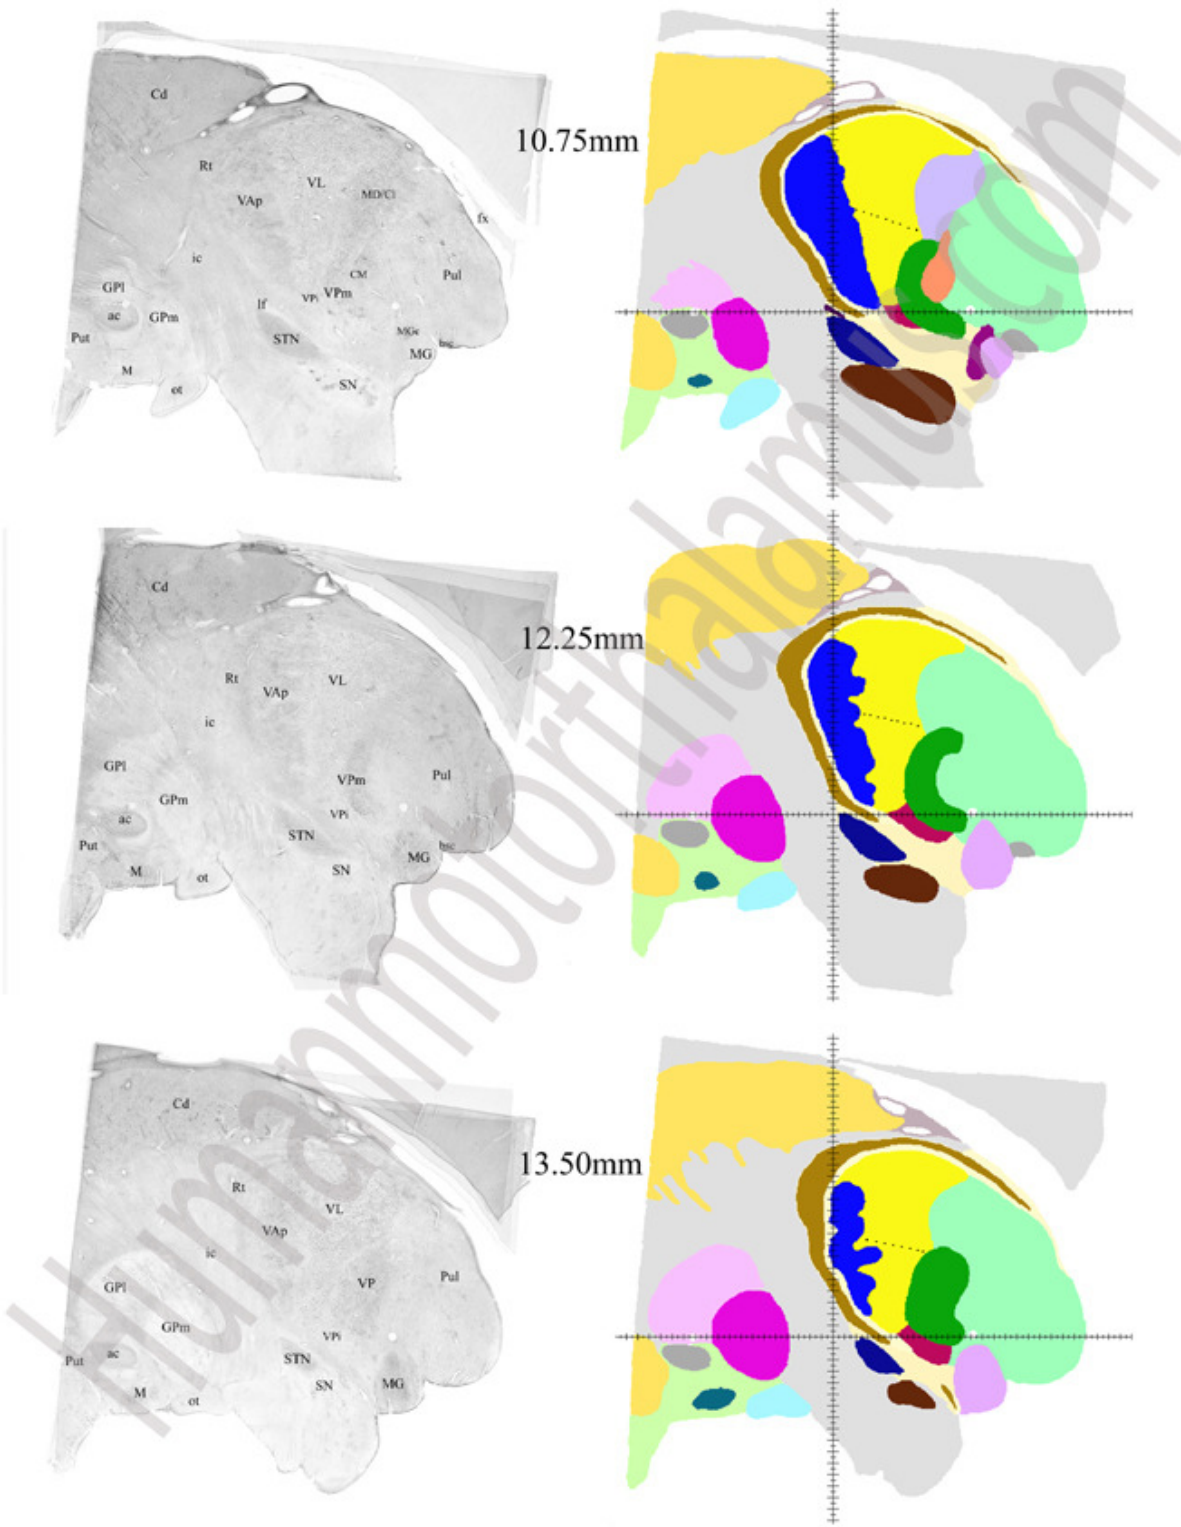 Cd
10.75mm
Rt
VL
VAp
MD/Cl
fx
ic
CM
Pul
GPl
lf
VPi
VPm
ac
GPm
Put
STN
MGc
bsc
MG
M
ot
SN
Cd
12.25mm
Rt
VAp
VL
ic
GPl
VPm
Pul
GPm
VPi
ac
STN
Put
bsc
MG
M
ot
SN
Cd
13.50mm
Rt
VL
VAp
ic
Pul
GPl
VP
GPm
VPi
ac
Put
STN
MG
SN
M
ot
Humanmotorthalamus.com